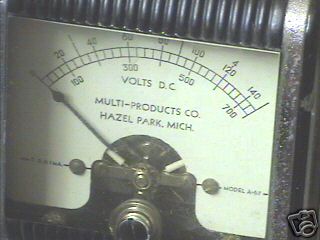 20 40 60 80 100 120 140
100 300 500 700
VOLTS D.C.
MULTI-PRODUCTS CO.
HAZEL PARK, MICH.
MODEL A-67